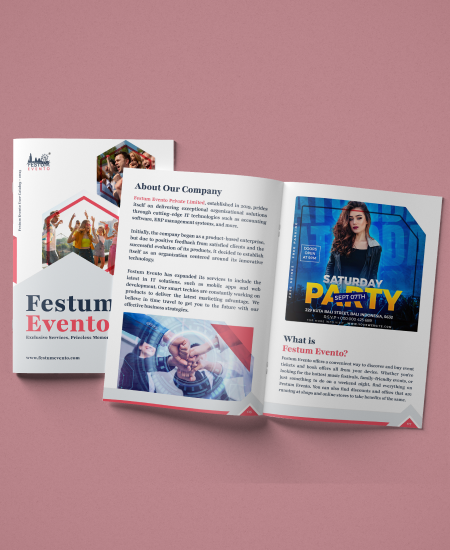 FESTUM
EVENTO
Festum
Evento
Exclusive Services, Priceless
www.festumevento.com
About Our Company
Festum Evento Private Limited, established in 2019, prides
itself on delivering exceptional organizational solutions
through cutting-edge IT technologies such as accounting
software, ERP management systems, and more.
Initially, the company began as a product-based enterprise,
but due to positive feedback from satisfied clients and the
successful evolution of its products, it decided to establish
itself as an organization centered around its innovative
technology.
Festum Evento has expanded its services to include the
latest in IT solutions, such as mobile apps and web
development. Our smart techies are constantly working on
products to deliver the latest marketing advantage. We
believe in time travel to get you to the future with our
effective business strategies.
DOORS
OPEN
AT
SATURDAY
PARTY
SEPT 07TH
229 KUTA BALI STREET, BALI INDONESIA, 8030
What is
Festum Evento?
Festum Evento offers a convenient way to discover and buy event
tickets and book offers all from your device. Whether you're
looking for the hottest music festivals, family-friendly events, or
just something to do on a weekend night. Find everything on
Festum Evento. You can also find discounts and offers that are
running at shops and online stores to take benefits of the same.